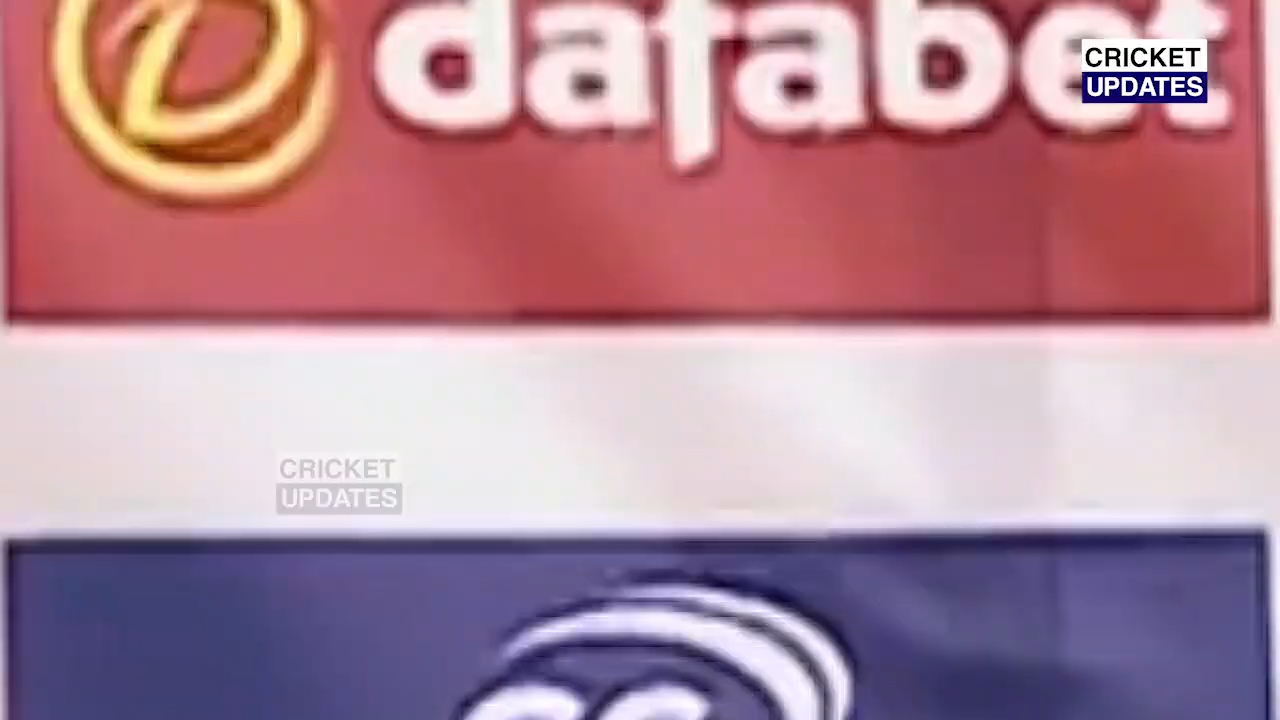 dafabet
CRICKET
UPDATES
CRICKET
UPDATES